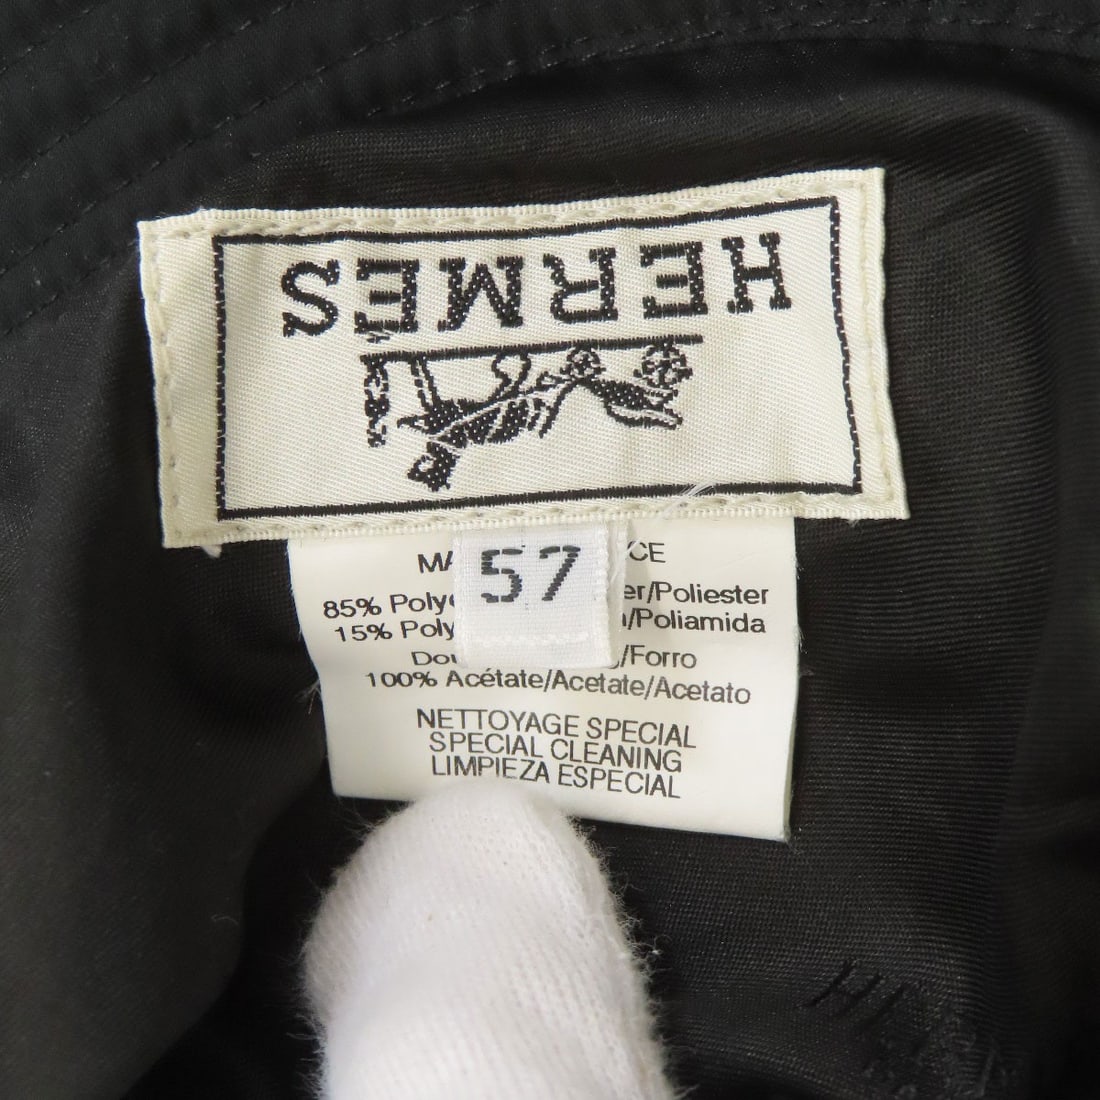 HERMES
57
MA CE
85% Polye er/Poliester
15% Poly /Poliamida
Dou /Forro
100% Acétate/Acetate/Acetato
NETTOYAGE SPECIAL
SPECIAL CLEANING
LIMPIEZA ESPECIAL